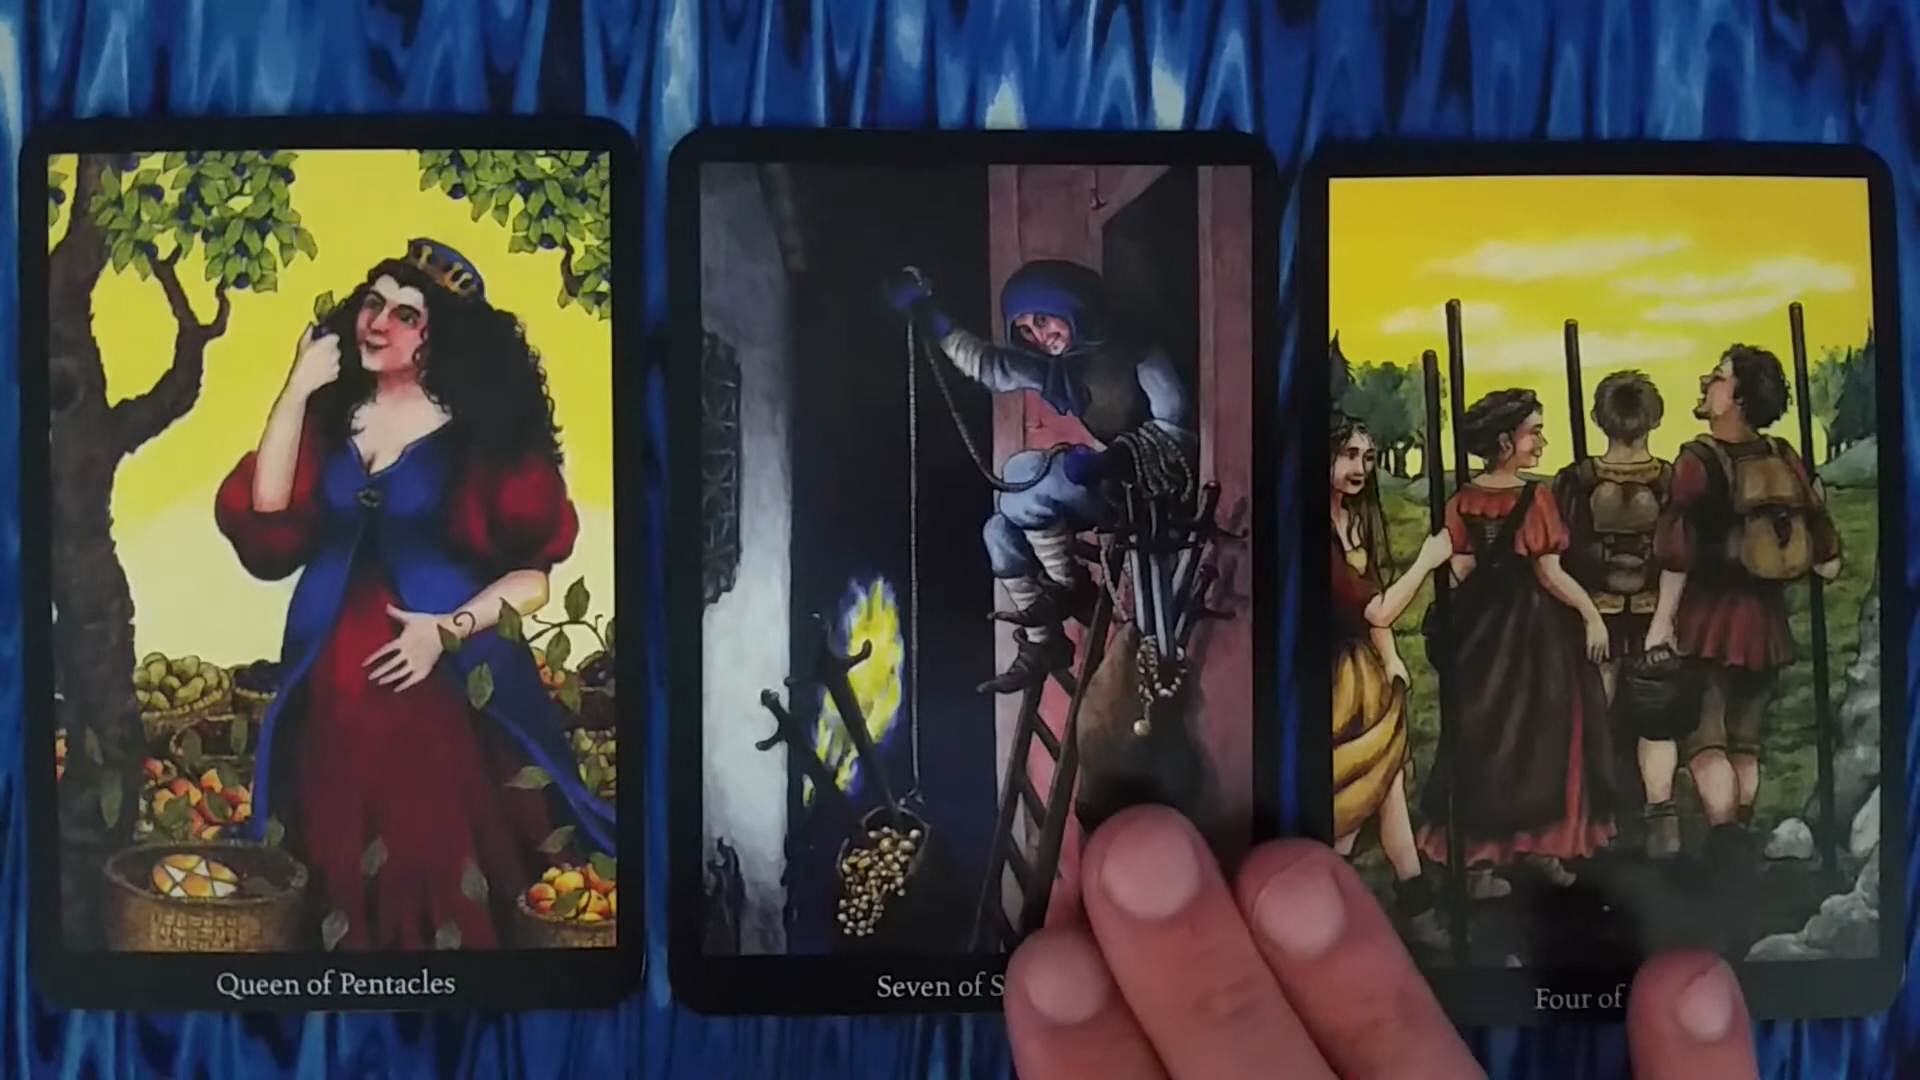 Queen of Pentacles
Seven of S
Four of